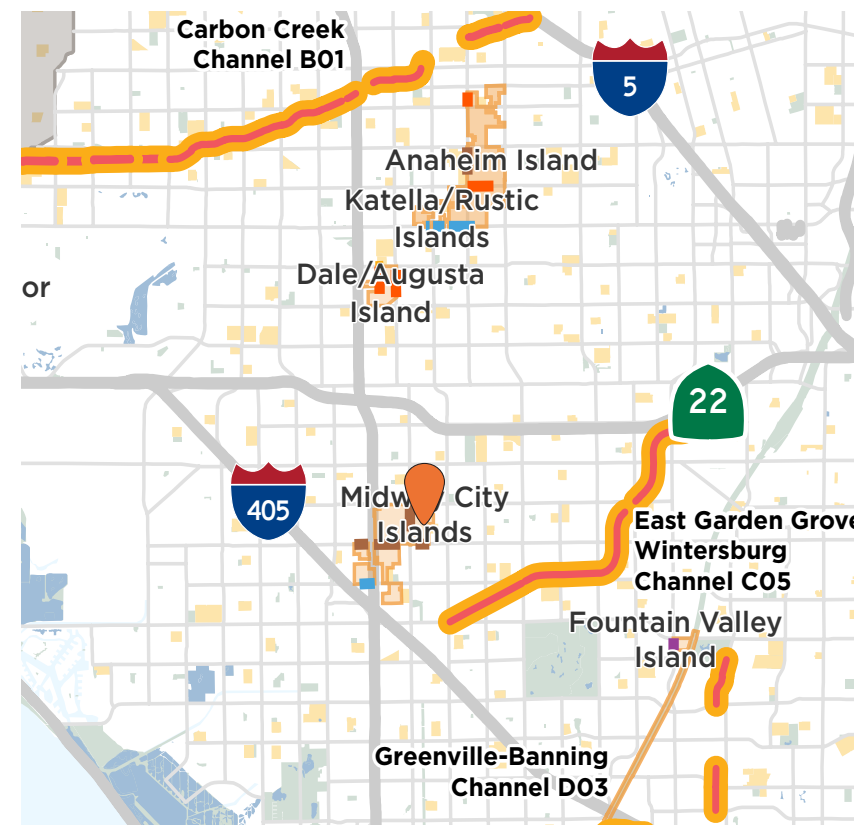 Carbon Creek
Channel B01
5
Anaheim Island
Katella/Rustic
Islands
Dale/Augusta
Island
or
22
405
Midway City
Islands
East Garden Grove
Wintersburg
Channel C05
Fountain Valley
Island
Greenville-Banning
Channel D03